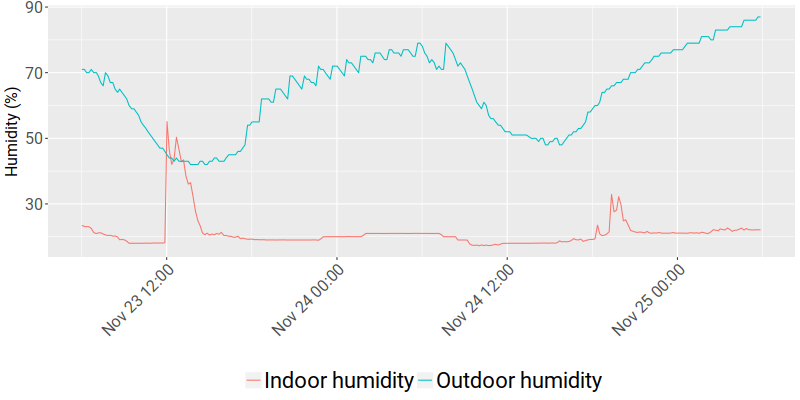 90
70
50
30
Humidity (%)
Nov 23 12:00
Nov 24 00:00
Nov 24 12:00
Nov 25 00:00
Indoor humidity Outdoor humidity